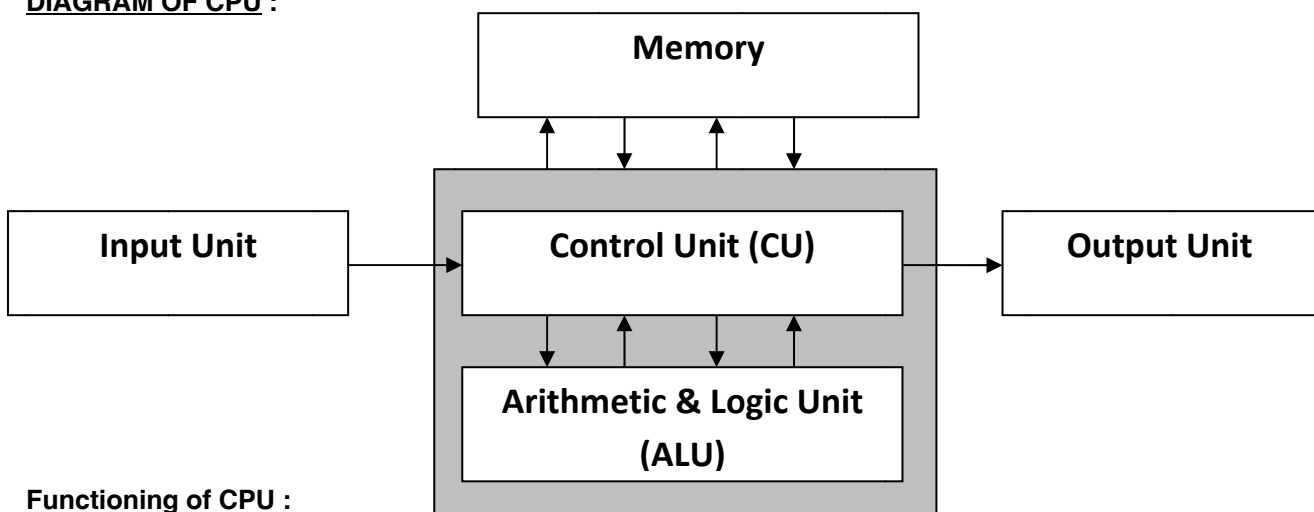 DIAGRAM OF CPU :
Memory
Input Unit
Control Unit (CU)
Output Unit
Arithmetic & Logic Unit
(ALU)
Functioning of CPU :